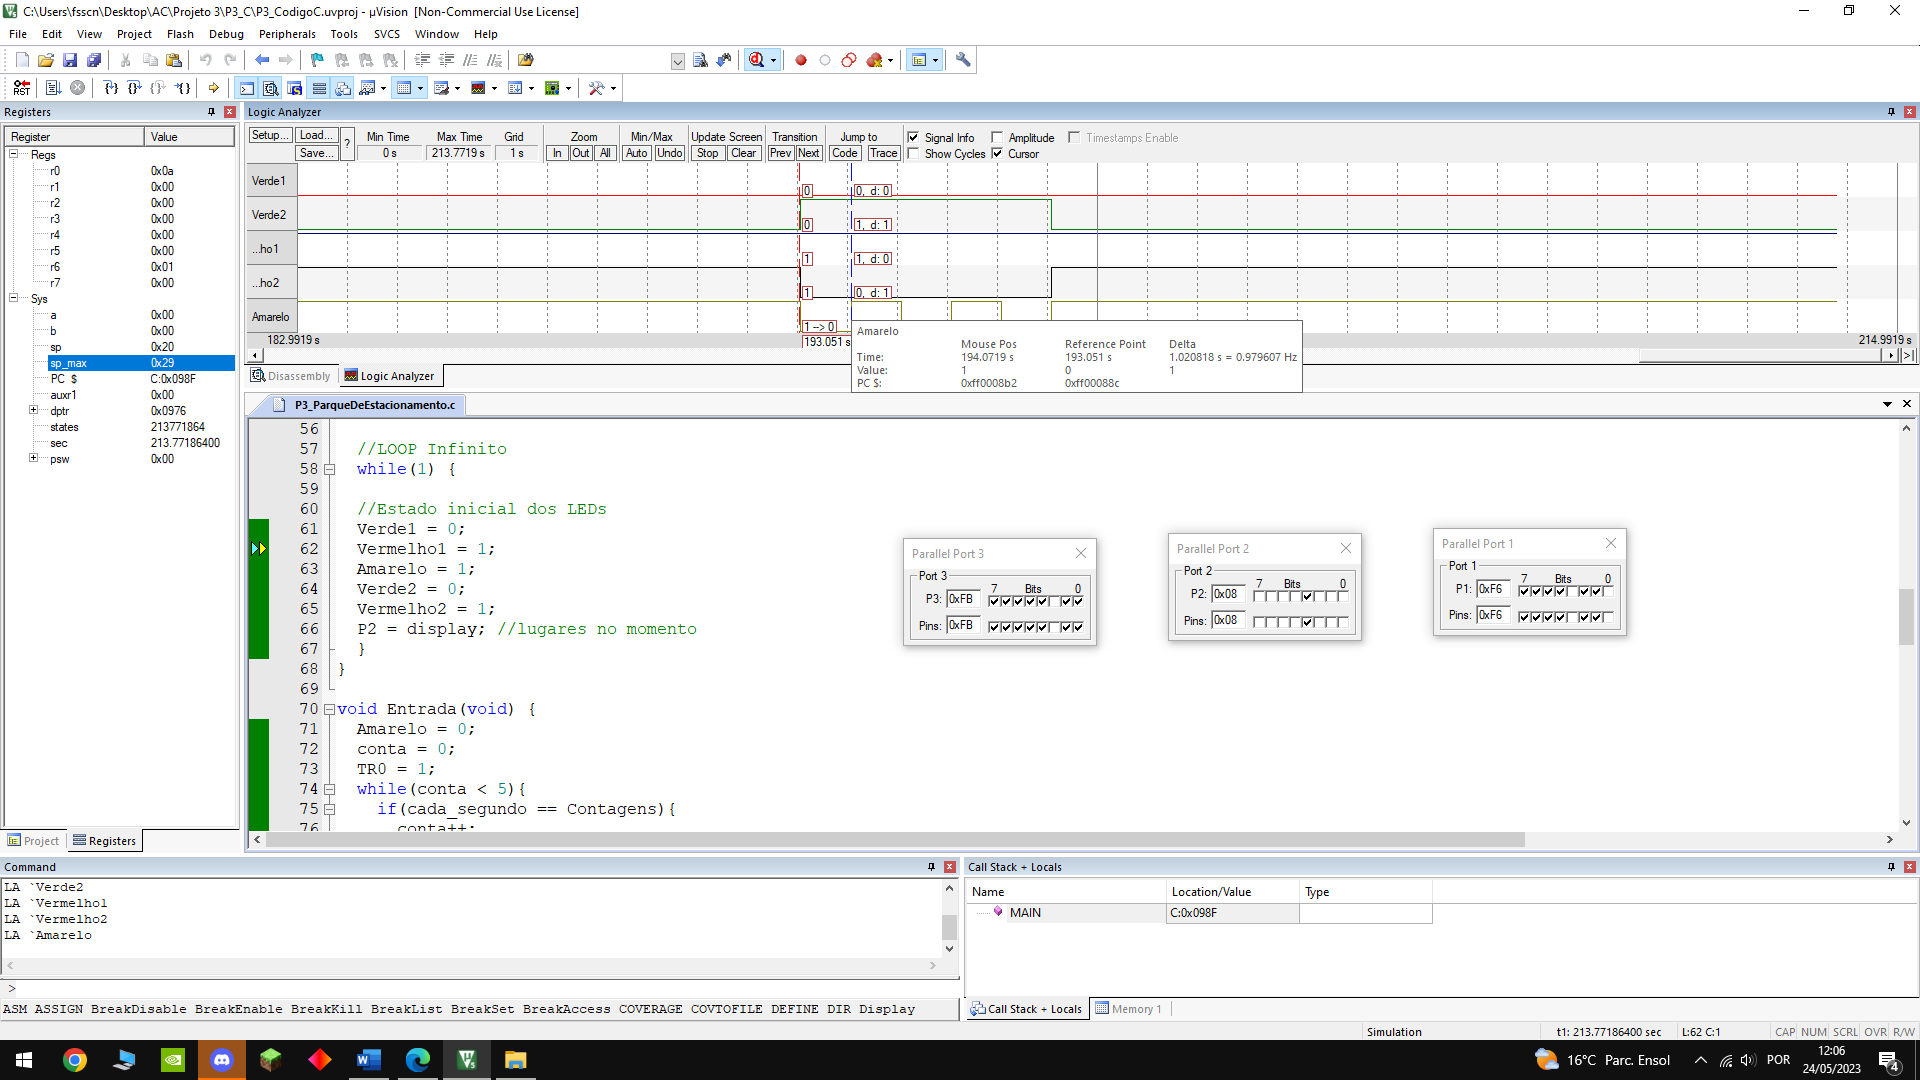 C:\Users\fsscn\Desktop\AC\Projeto 3\P3_C\P3_CodigoC.uvproj - µVision [Non-Commercial Use License]
File Edit View Project Flash Debug Peripherals Tools SVCS Window Help
Registers
Register Value
Regs
r0 0x0a
r1 0x00
r2 0x00
r3 0x00
r4 0x00
r5 0x00
r6 0x01
r7 0x00
Sys
a 0x00
b 0x00
sp 0x20
sp_max 0x29
PC $ C:0x098F
auxr1 0x00
dptr 0x0976
states 213771864
sec 213.77186400
psw 0x00
Project Registers
Logic Analyzer
Setup... Load... ? Min Time Max Time Grid Zoom Min/Max Update Screen Transition Jump to Signal Info Amplitude Timestamps Enable
Save... 0 s 213.7719 s 1 s In Out All Auto Undo Stop Clear Prev Next Code Trace Show Cycles Cursor
Verde1 0 0, d: 0
Verde2 0 1, d: 1
...ho1 1 1, d: 0
...ho2 1 0, d: 1
Amarelo 1 --> 0
182.9919 s 193.051 s 214.9919 s
Amarelo
Mouse Pos Reference Point Delta
Time: 194.0719 s 193.051 s 1.020818 s = 0.979607 Hz
Value: 1 0 1
PC $: 0xff0008b2 0xff00088c
Disassembly Logic Analyzer
P3_ParqueDeEstacionamento.c
56
57 //LOOP Infinito
58 while(1) {
59
60 //Estado inicial dos LEDs
61 Verde1 = 0;
62 Vermelho1 = 1;
63 Amarelo = 1;
64 Verde2 = 0;
65 Vermelho2 = 1;
66 P2 = display; //lugares no momento
67 }
68 }
69
70 void Entrada(void) {
71 Amarelo = 0;
72 conta = 0;
73 TR0 = 1;
74 while(conta < 5){
75 if(cada_segundo == Contagens){
76 conta++;
Parallel Port 3
Port 3
7 Bits 0
P3: 0xFB
Pins: 0xFB
Parallel Port 2
Port 2
7 Bits 0
P2: 0x08
Pins: 0x08
Parallel Port 1
Port 1
7 Bits 0
P1: 0xF6
Pins: 0xF6
Command
LA `Verde2
LA `Vermelho1
LA `Vermelho2
LA `Amarelo
>
ASM ASSIGN BreakDisable BreakEnable BreakKill BreakList BreakSet BreakAccess COVERAGE COVTOFILE DEFINE DIR Display
Call Stack + Locals
Name Location/Value Type
MAIN C:0x098F
Call Stack + Locals Memory 1
Simulation t1: 213.77186400 sec L:62 C:1 CAP NUM SCRL OVR R/W
16°C Parc. Ensol POR 12:06
24/05/2023
4